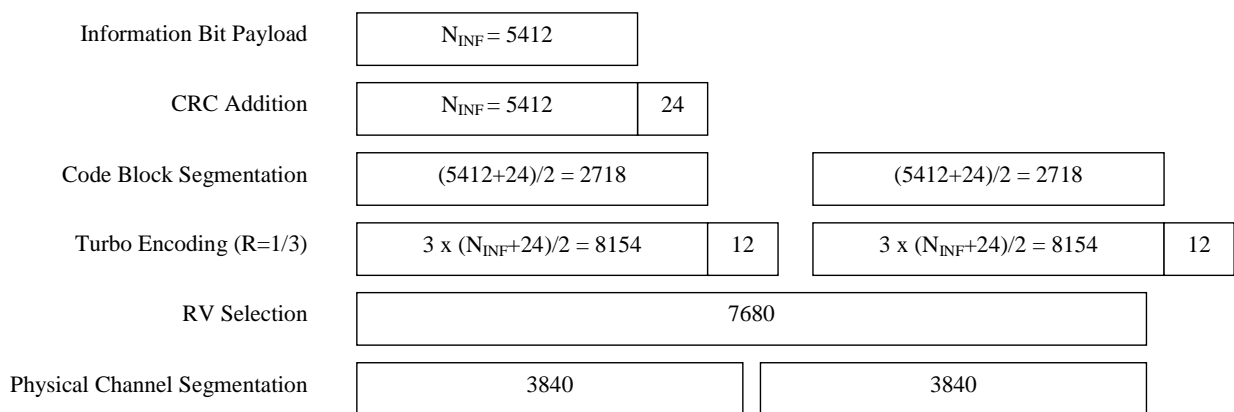 Information Bit Payload N_INF = 5412
CRC Addition N_INF = 5412 24
Code Block Segmentation (5412+24)/2 = 2718 (5412+24)/2 = 2718
Turbo Encoding (R=1/3) 3 x (N_INF+24)/2 = 8154 12 3 x (N_INF+24)/2 = 8154 12
RV Selection 7680
Physical Channel Segmentation 3840 3840